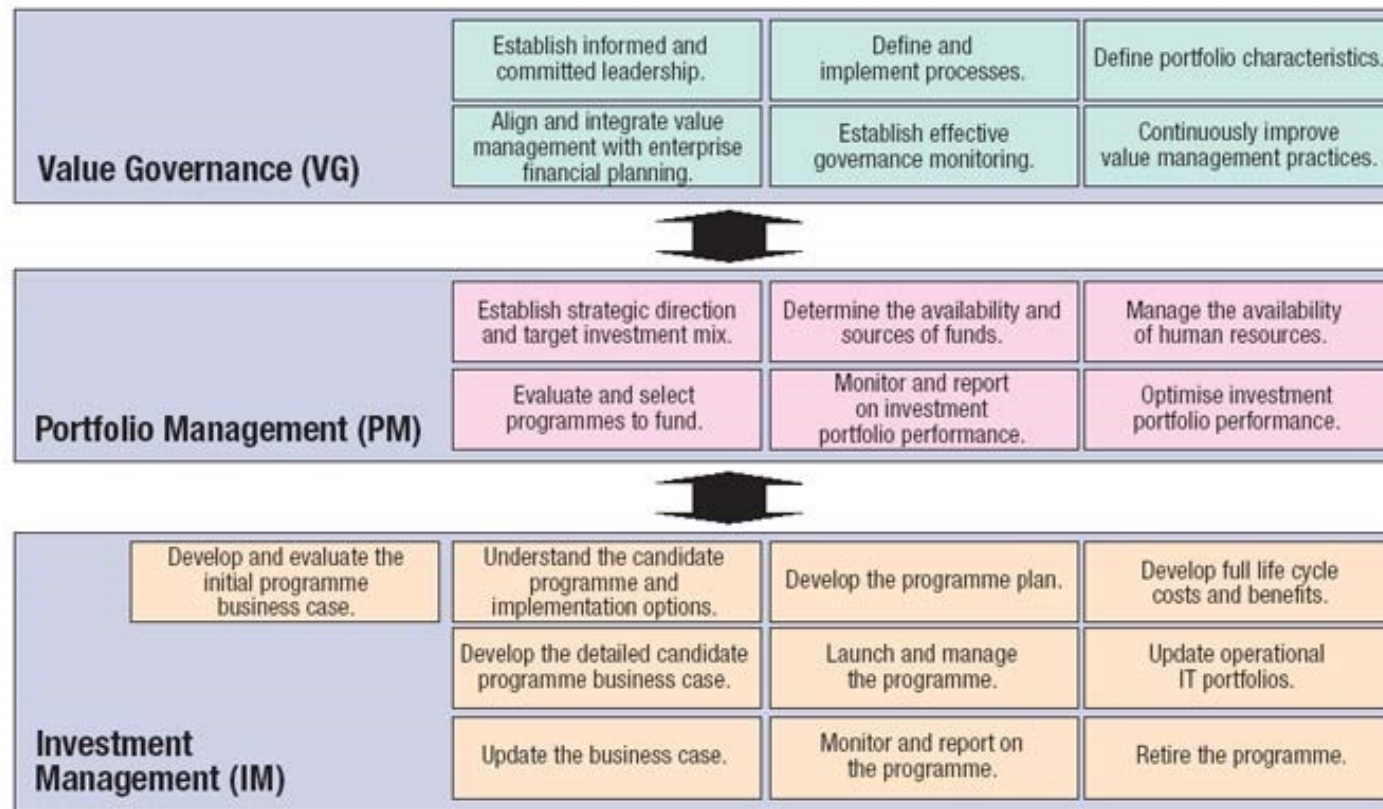 Establish informed and
committed leadership.
Define and
implement processes.
Define portfolio characteristics.
Align and integrate value
management with enterprise
financial planning.
Establish effective
governance monitoring.
Continuously improve
value management practices.
Value Governance (VG)
Establish strategic direction
and target investment mix.
Determine the availability and
sources of funds.
Manage the availability
of human resources.
Evaluate and select
programmes to fund.
Monitor and report
on investment
portfolio performance.
Optimise investment
portfolio performance.
Portfolio Management (PM)
Develop and evaluate the
initial programme
business case.
Understand the candidate
programme and
implementation options.
Develop the programme plan.
Develop full life cycle
costs and benefits.
Develop the detailed candidate
programme business case.
Launch and manage
the programme.
Update operational
IT portfolios.
Update the business case.
Monitor and report on
the programme.
Retire the programme.
Investment
Management (IM)